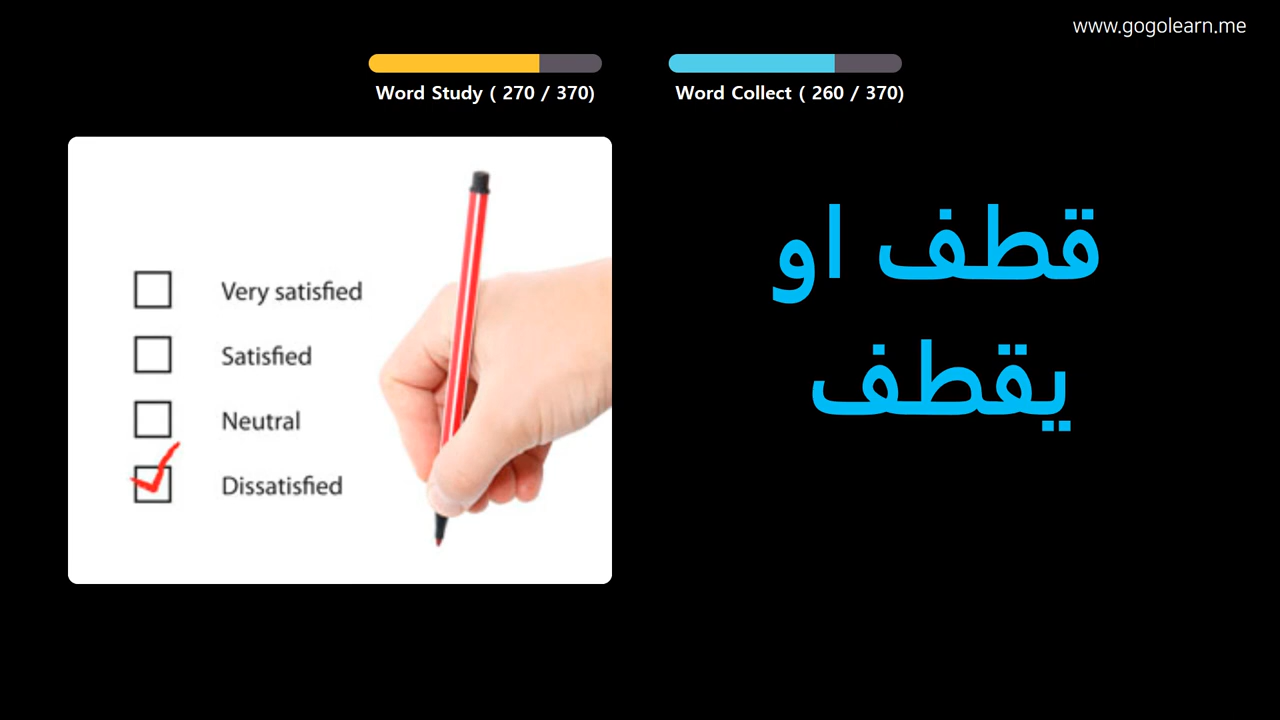 www.gogolearn.me
Word Study ( 270 / 370)
Word Collect ( 260 / 370)
Very satisfied
Satisfied
Neutral
Dissatisfied
قطف او
يقطف